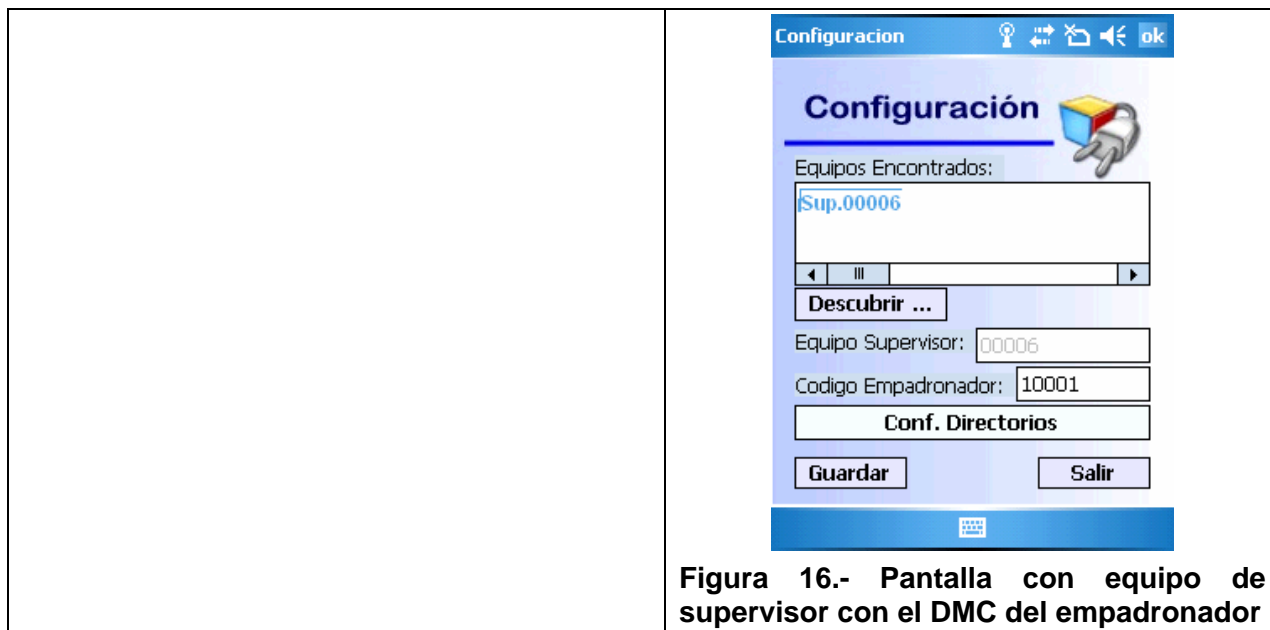 Configuracion ok
Configuración
Equipos Encontrados:
Sup.00006
Descubrir ...
Equipo Supervisor: 00006
Codigo Empadronador: 10001
Conf. Directorios
Guardar Salir
Figura 16.- Pantalla con equipo de
supervisor con el DMC del empadronador